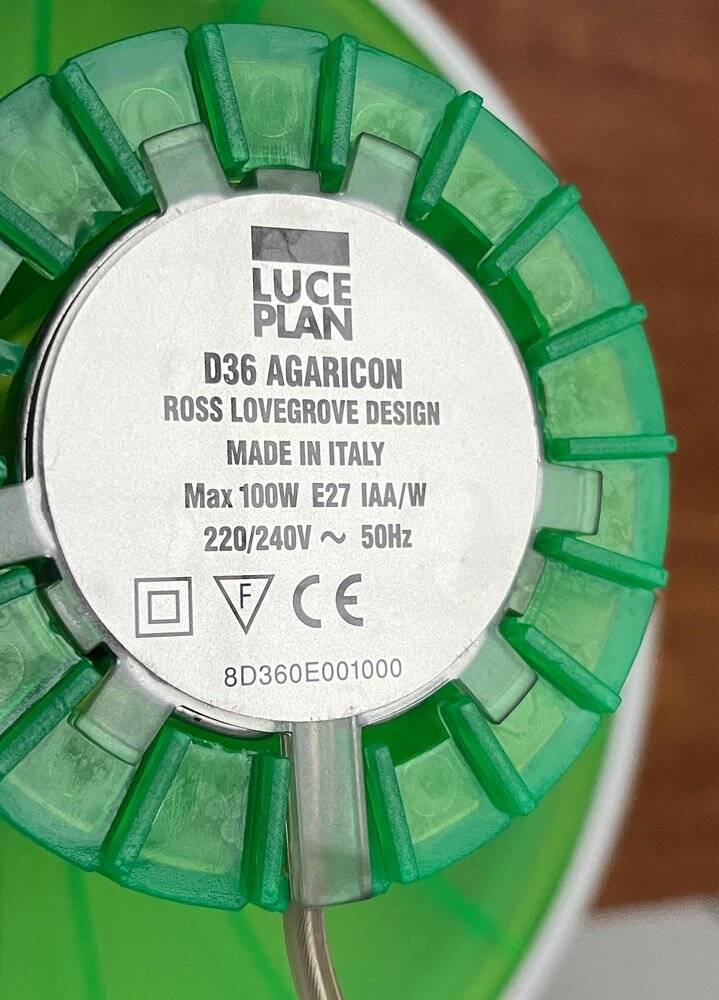 LUCE
PLAN
D36 AGARICON
ROSS LOVEGROVE DESIGN
MADE IN ITALY
Max 100W E27 IAA/W
220/240V ~ 50Hz
F CE
8D360E001000